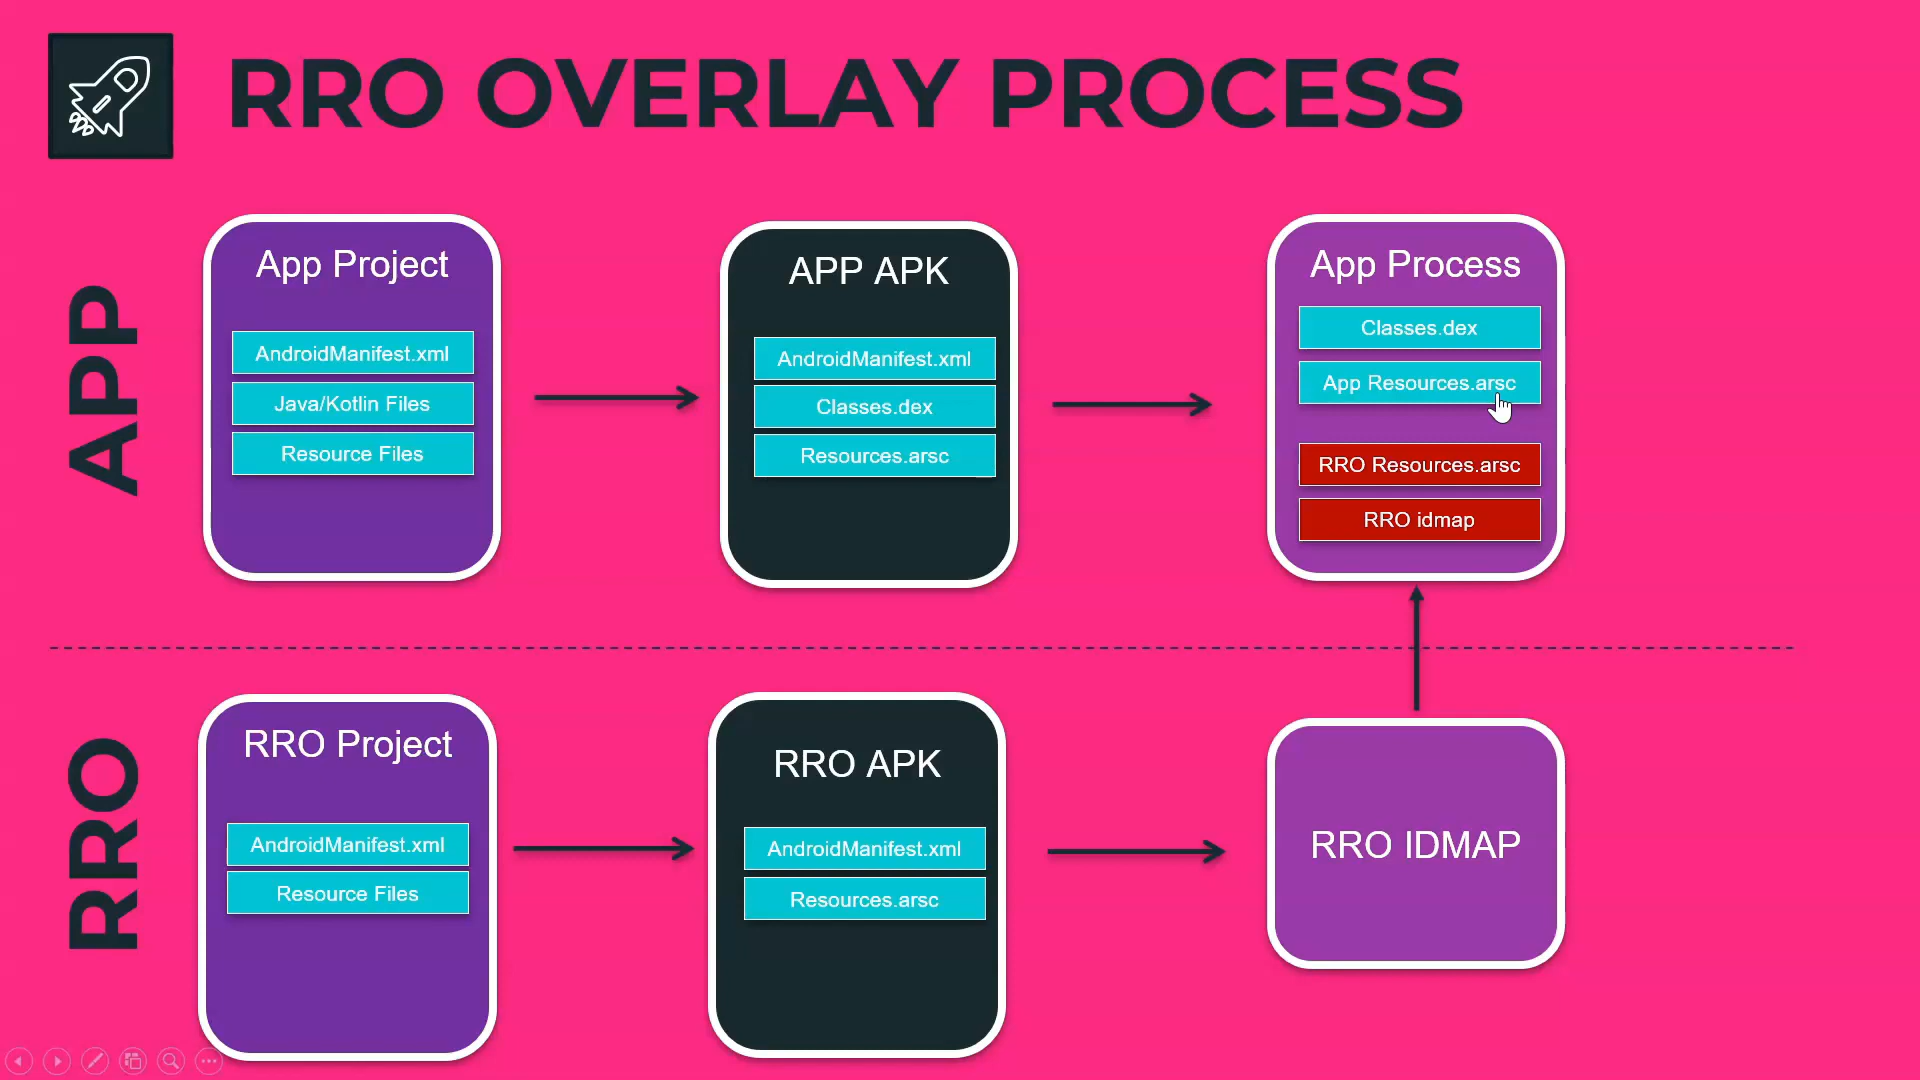 RRO OVERLAY PROCESS
APP
App Project
AndroidManifest.xml
Java/Kotlin Files
Resource Files
APP APK
AndroidManifest.xml
Classes.dex
Resources.arsc
App Process
Classes.dex
App Resources.arsc
RRO Resources.arsc
RRO idmap
RRO
RRO Project
AndroidManifest.xml
Resource Files
RRO APK
AndroidManifest.xml
Resources.arsc
RRO IDMAP